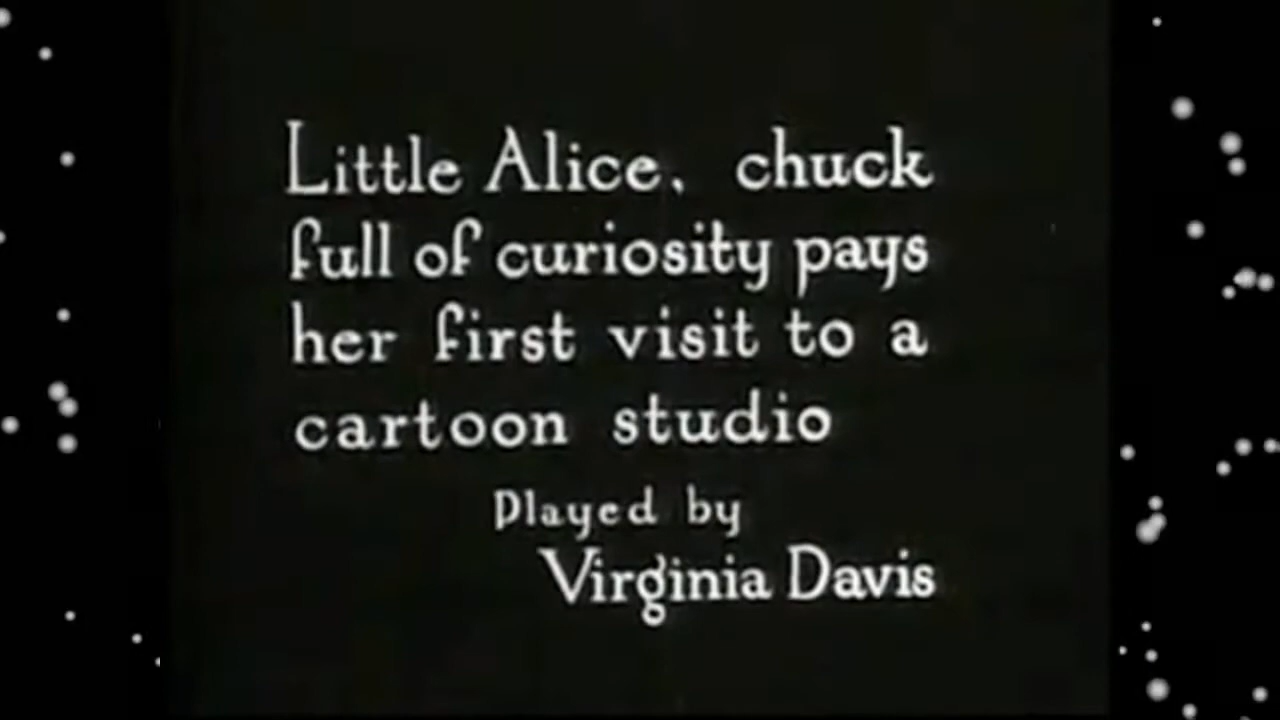 Little Alice, chuck
full of curiosity pays
her first visit to a
cartoon studio
Played by
Virginia Davis